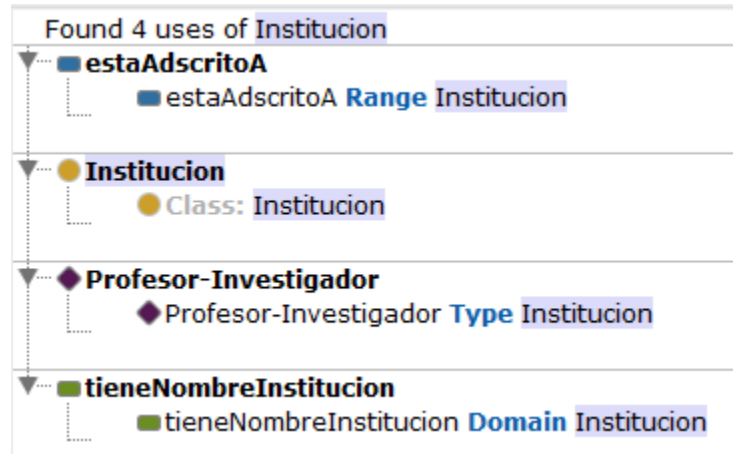 Found 4 uses of Institucion
estaAdscritoA
estaAdscritoA Range Institucion
Institucion
Class: Institucion
Profesor-Investigador
Profesor-Investigador Type Institucion
tieneNombreInstitucion
tieneNombreInstitucion Domain Institucion